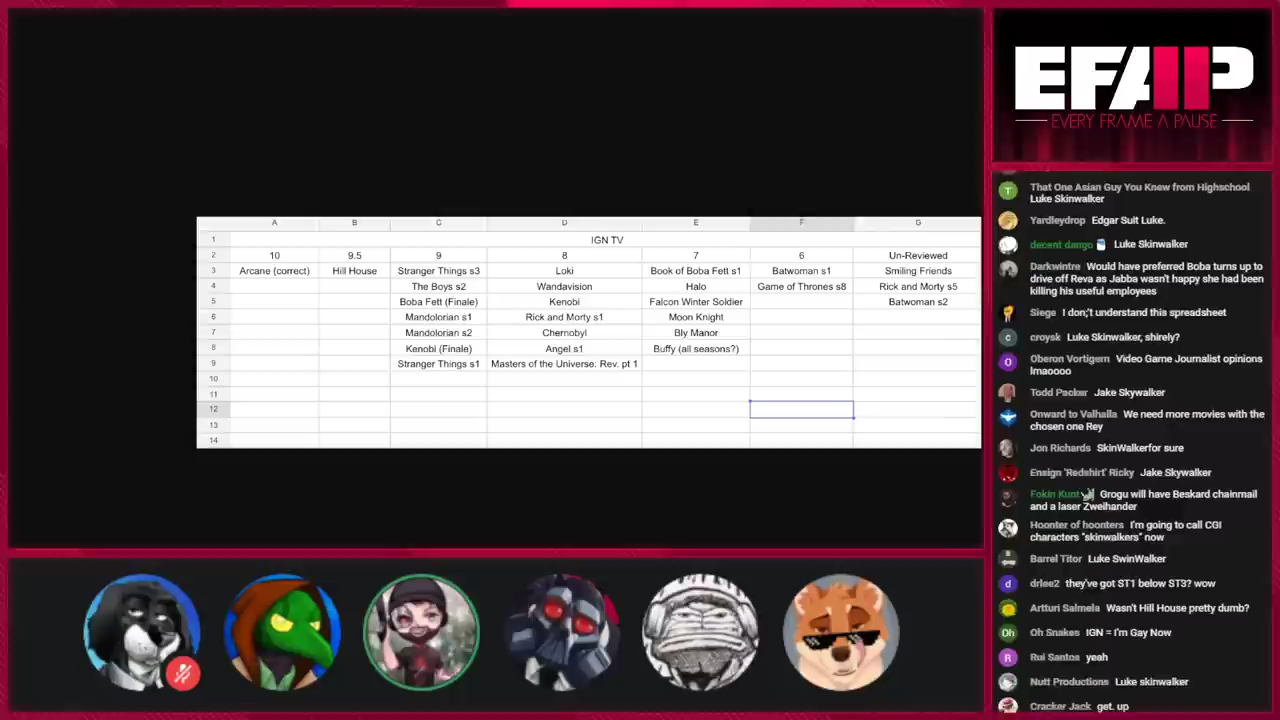 A B C D E F G
1 IGN TV
2 10 9.5 9 8 7 6 Un-Reviewed
3 Arcane (correct) Hill House Stranger Things s3 Loki Book of Boba Fett s1 Batwoman s1 Smiling Friends
4 The Boys s2 Wandavision Halo Game of Thrones s8 Rick and Morty s5
5 Boba Fett (Finale) Kenobi Falcon Winter Soldier Batwoman s2
6 Mandolorian s1 Rick and Morty s1 Moon Knight
7 Mandolorian s2 Chernobyl Bly Manor
8 Kenobi (Finale) Angel s1 Buffy (all seasons?)
9 Stranger Things s1 Masters of the Universe: Rev. pt 1
10
11
12
13
14
EFAP
EVERY FRAME A PAUSE
T That One Asian Guy You Knew from Highschool
Luke Skinwalker
Yardleydrop Edgar Suit Luke.
decent dango Luke Skinwalker
Darkwintre Would have preferred Boba turns up to
drive off Reva as Jabba wasn't happy she had been
killing his useful employees
Siege I don;'t understand this spreadsheet
c croysk Luke Skinwalker, shirely?
O Oberon Vortigern Video Game Journalist opinions
lmaoooo
Todd Packer Jake Skywalker
Onward to Valhalla We need more movies with the
chosen one Rey
Jon Richards SkinWalkerfor sure
Ensign 'Redshirt' Ricky Jake Skywalker
Fokin Kunt Grogu will have Beskard chainmail
and a laser Zweihander
Hoonter of hoonters I'm going to call CGI
characters "skinwalkers" now
Barrel Titor Luke SwinWalker
d drlee2 they've got ST1 below ST3? wow
Artturi Salmela Wasn't Hill House pretty dumb?
Oh Oh Snakes IGN = I'm Gay Now
R Rui Santos yeah
Nutt Productions Luke skinwalker
Cracker Jack get. up